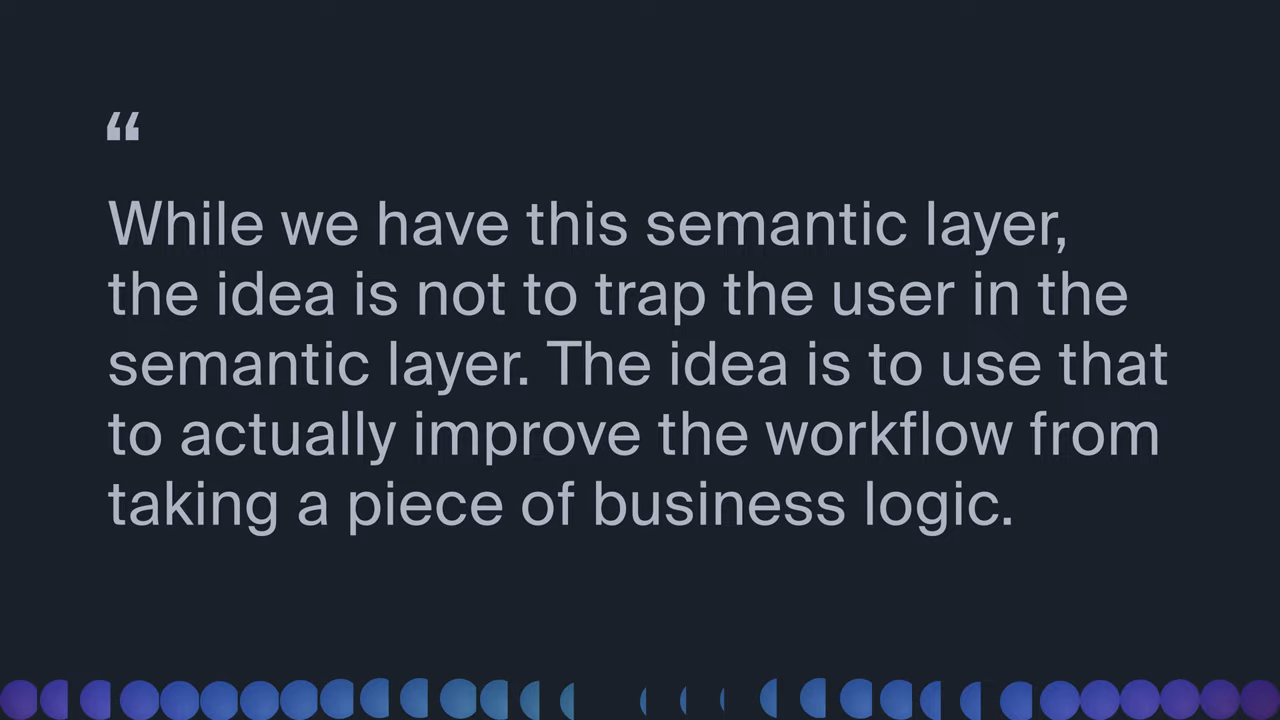 “
While we have this semantic layer,
the idea is not to trap the user in the
semantic layer. The idea is to use that
to actually improve the workflow from
taking a piece of business logic.